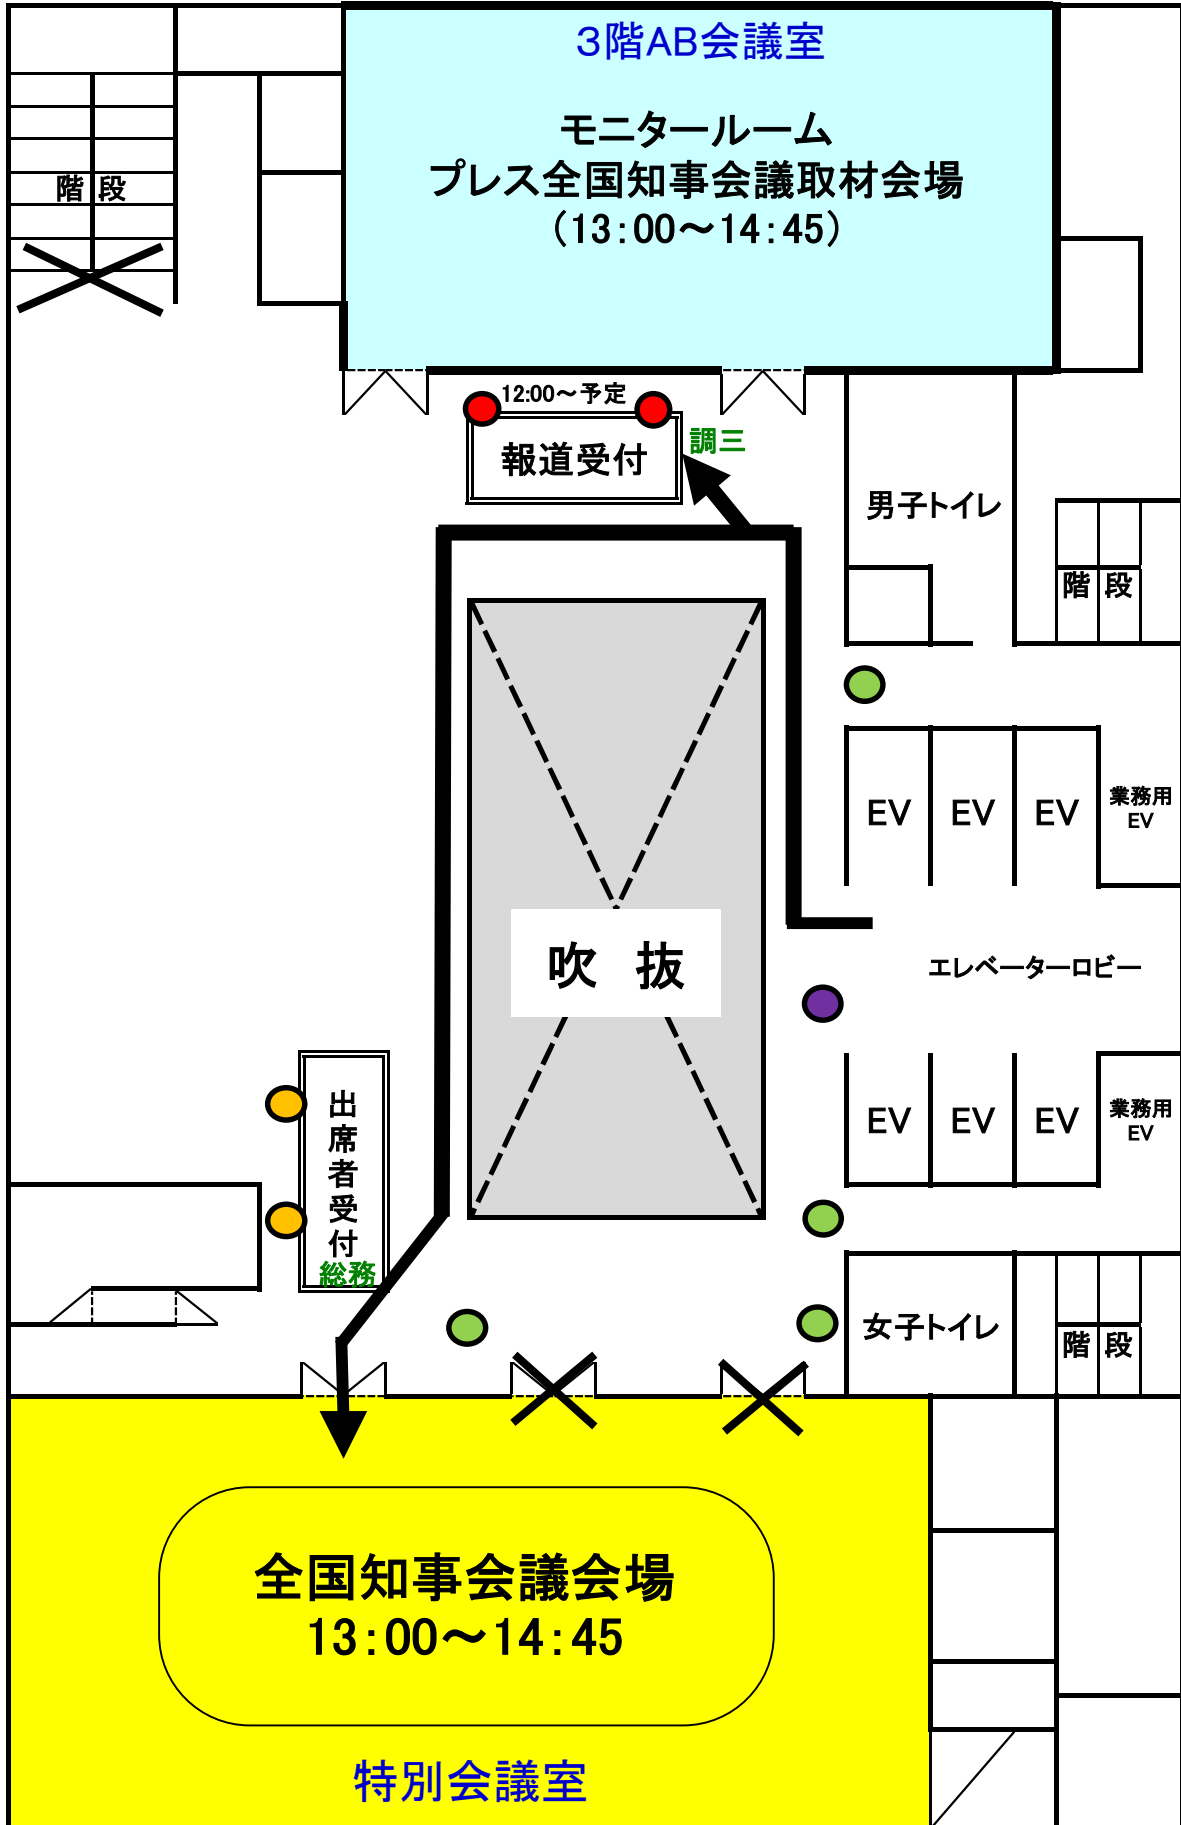 3階AB会議室
モニタールーム
プレス全国知事会議取材会場
（13：00～14：45）
階段
12:00～予定
報道受付
調三
男子トイレ
階段
EV EV EV
業務用
EV
吹 抜
エレベーターロビー
出席者受付
総務
EV EV EV
業務用
EV
女子トイレ
階段
全国知事会議会場
13：00～14：45
特別会議室